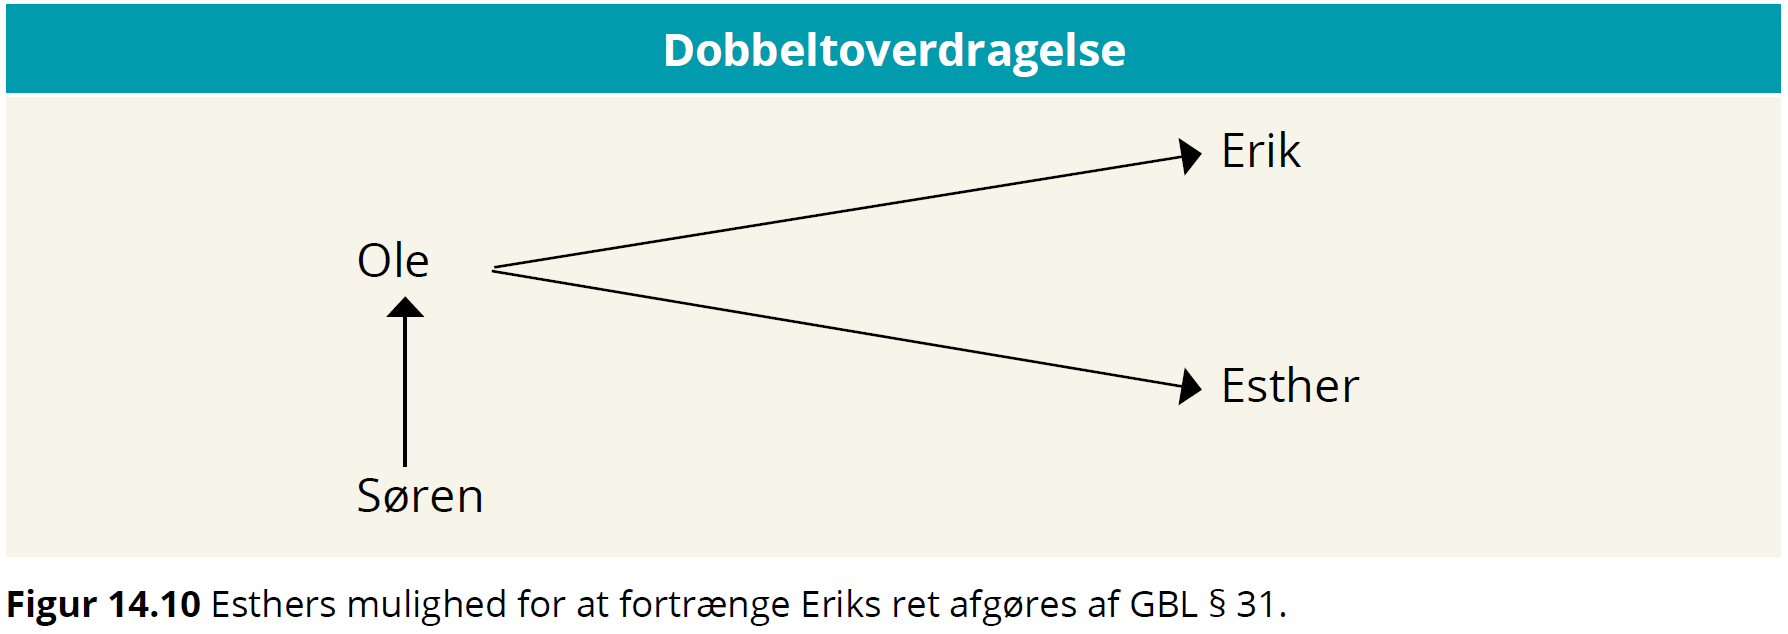 Dobbeltoverdragelse
Erik
Ole
Esther
Søren
Figur 14.10 Esthers mulighed for at fortrænge Eriks ret afgøres af GBL § 31.